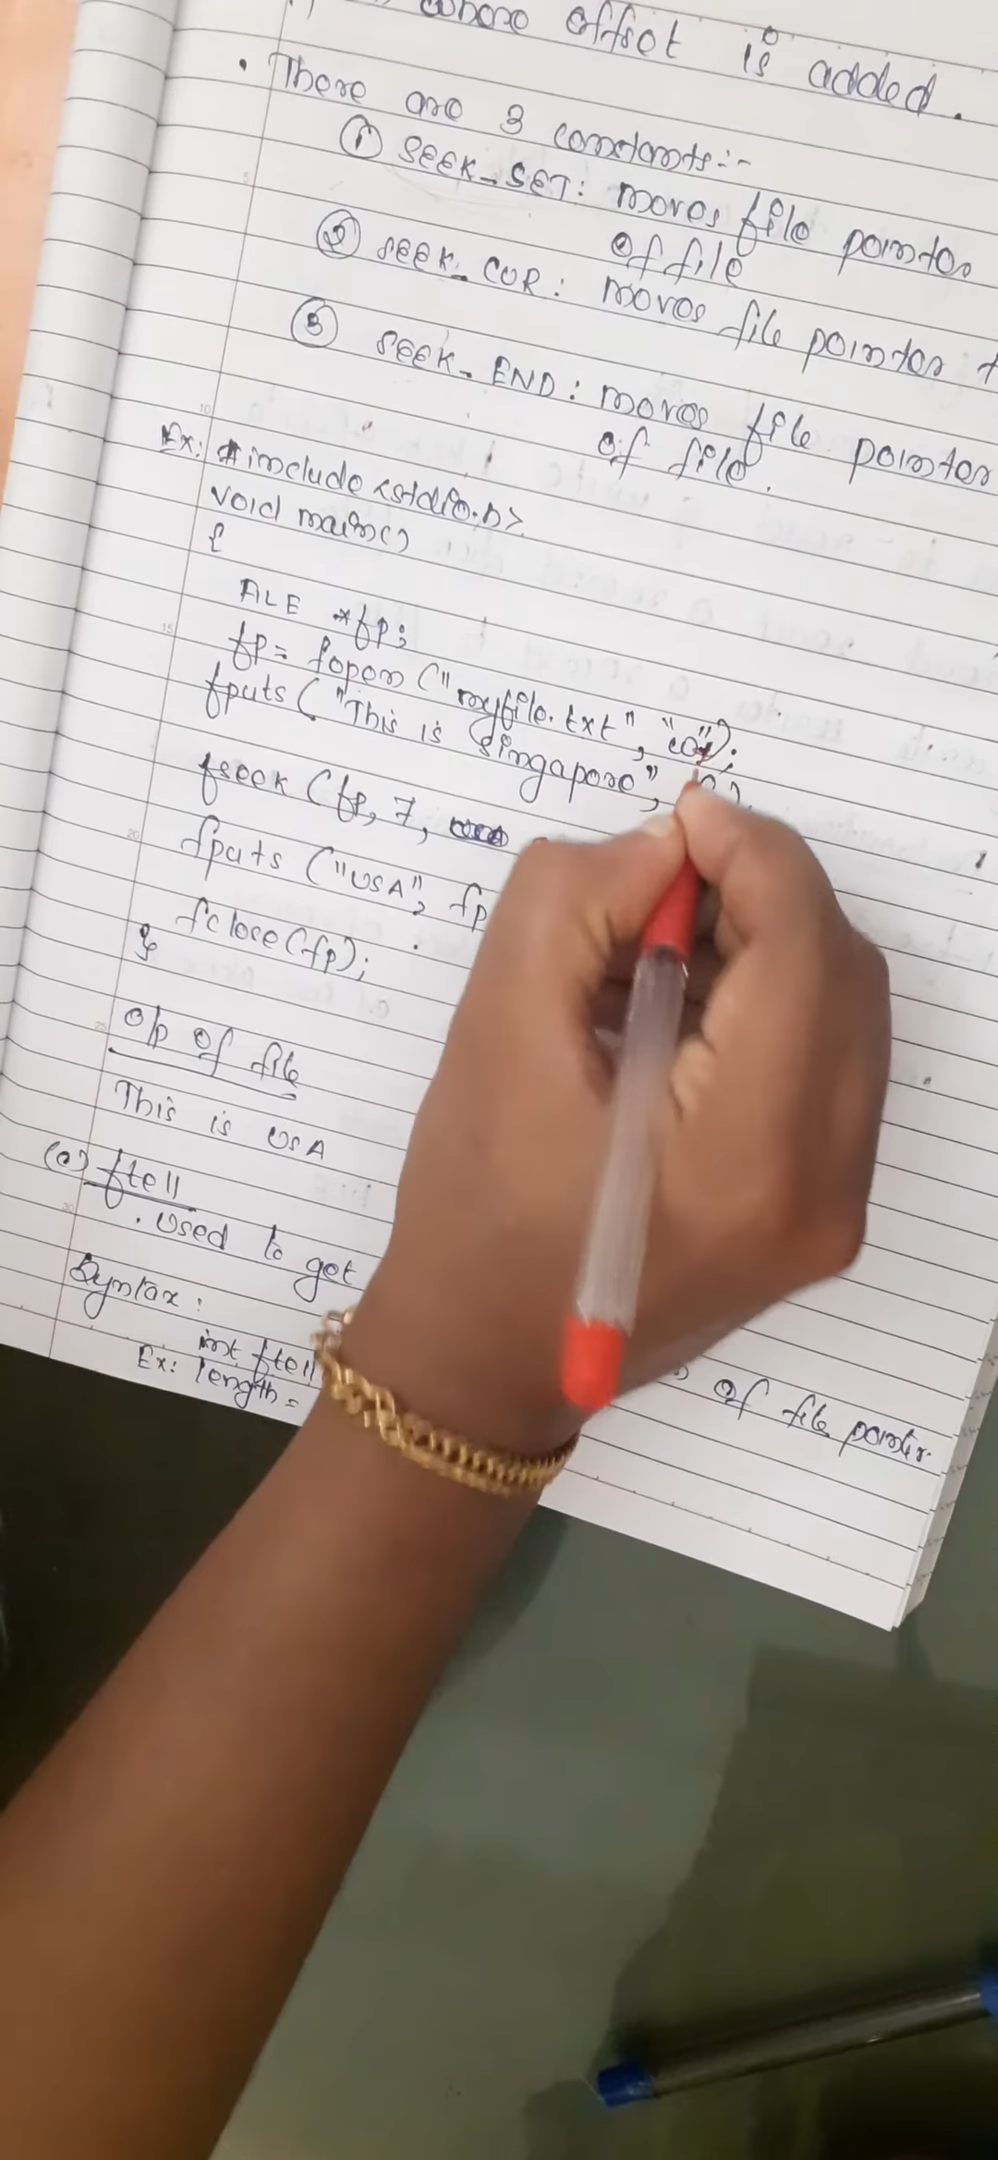 where offset is added.
• There are 3 constants:-
① SEEK_SET: moves file pointer
of file
② SEEK_CUR: moves file pointer t
③ SEEK_END: moves file pointer
of file.
Ex: #include <stdio.h>
void main()
{
FILE *fp;
fp = fopen ("myfile.txt", "w");
fputs ("This is Singapore",
fseek (fp, 7,
fputs ("USA", fp
fclose(fp);
}
o/p of file
This is USA
(e) ftell
. used to get
Syntax:
int ftell
of file pointer.
Ex: length =